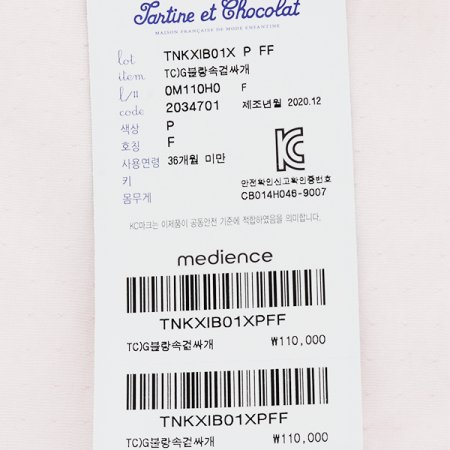 Tartine et Chocolat
MAISON FRANÇAISE DE MODE ENFANTINE
lot TNKXIB01X P FF
item TC)G블랑속겉싸개
l/# 0M110H0 F
code 2034701 제조년월 2020.12
색상 P
호칭 F
사용연령 36개월 미만
키
몸무게
KC
안전확인신고확인증번호
CB014H046-9007
KC마크는 이제품이 공동안전 기준에 적합하였음을 의미합니다.
medience
TNKXIB01XPFF
TC)G블랑속겉싸개 ₩110,000
TNKXIB01XPFF
TC)G블랑속겉싸개 ₩110,000